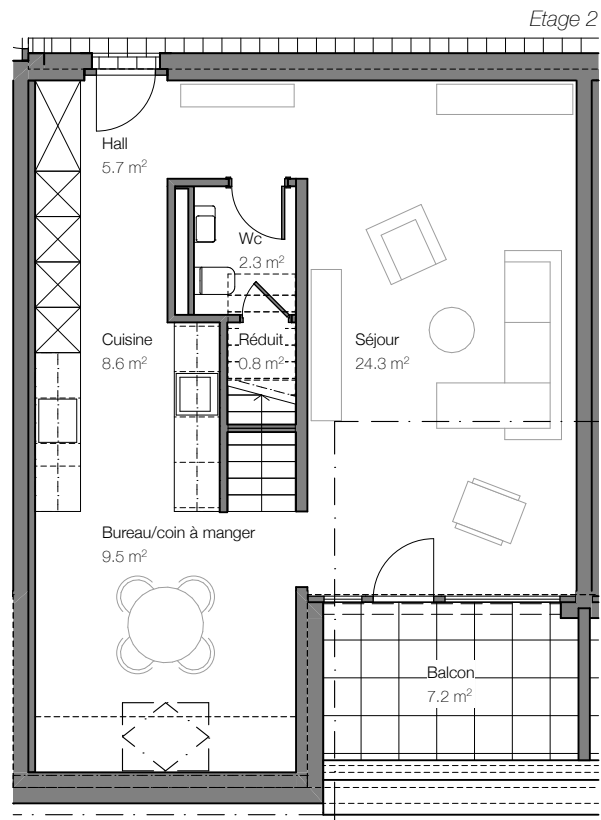 Etage 2
Hall
5.7 m²
Wc
2.3 m²
Cuisine
8.6 m²
Réduit
0.8 m²
Séjour
24.3 m²
Bureau/coin à manger
9.5 m²
Balcon
7.2 m²